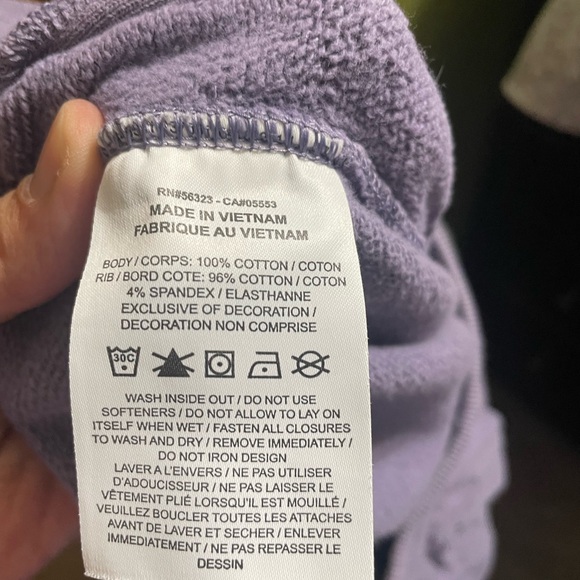 RN#56323 - CA#05553
MADE IN VIETNAM
FABRIQUE AU VIETNAM
BODY / CORPS: 100% COTTON / COTON
RIB / BORD COTE: 96% COTTON / COTON
4% SPANDEX / ELASTHANNE
EXCLUSIVE OF DECORATION /
DECORATION NON COMPRISE
30C
WASH INSIDE OUT / DO NOT USE
SOFTENERS / DO NOT ALLOW TO LAY ON
ITSELF WHEN WET / FASTEN ALL CLOSURES
TO WASH AND DRY / REMOVE IMMEDIATELY /
DO NOT IRON DESIGN
LAVER A L'ENVERS / NE PAS UTILISER
D'ADOUCISSEUR / NE PAS LAISSER LE
VÊTEMENT PLIÉ LORSQU'IL EST MOUILLÉ /
VEUILLEZ BOUCLER TOUTES LES ATTACHES
AVANT DE LAVER ET SECHER / ENLEVER
IMMEDIATEMENT / NE PAS REPASSER LE
DESSIN